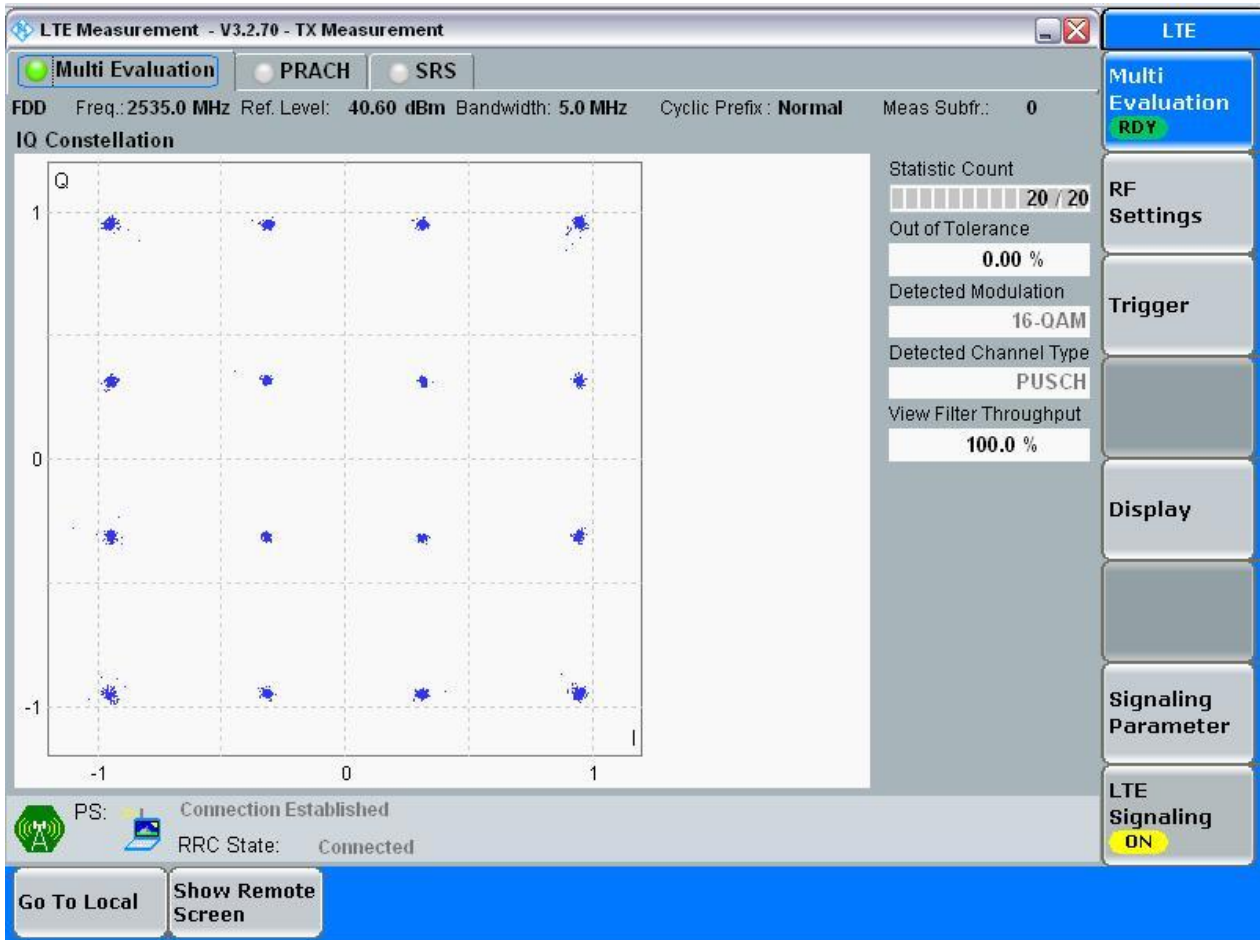 LTE Measurement - V3.2.70 - TX Measurement
LTE
Multi Evaluation
PRACH
SRS
FDD Freq.: 2535.0 MHz Ref. Level: 40.60 dBm Bandwidth: 5.0 MHz Cyclic Prefix : Normal Meas Subfr.: 0
IQ Constellation
Q
1
0
-1
I
-1 0 1
Statistic Count
20 / 20
Out of Tolerance
0.00 %
Detected Modulation
16-QAM
Detected Channel Type
PUSCH
View Filter Throughput
100.0 %
Multi
Evaluation
RDY
RF
Settings
Trigger
Display
Signaling
Parameter
LTE
Signaling
ON
PS: Connection Established
RRC State: Connected
Go To Local
Show Remote
Screen